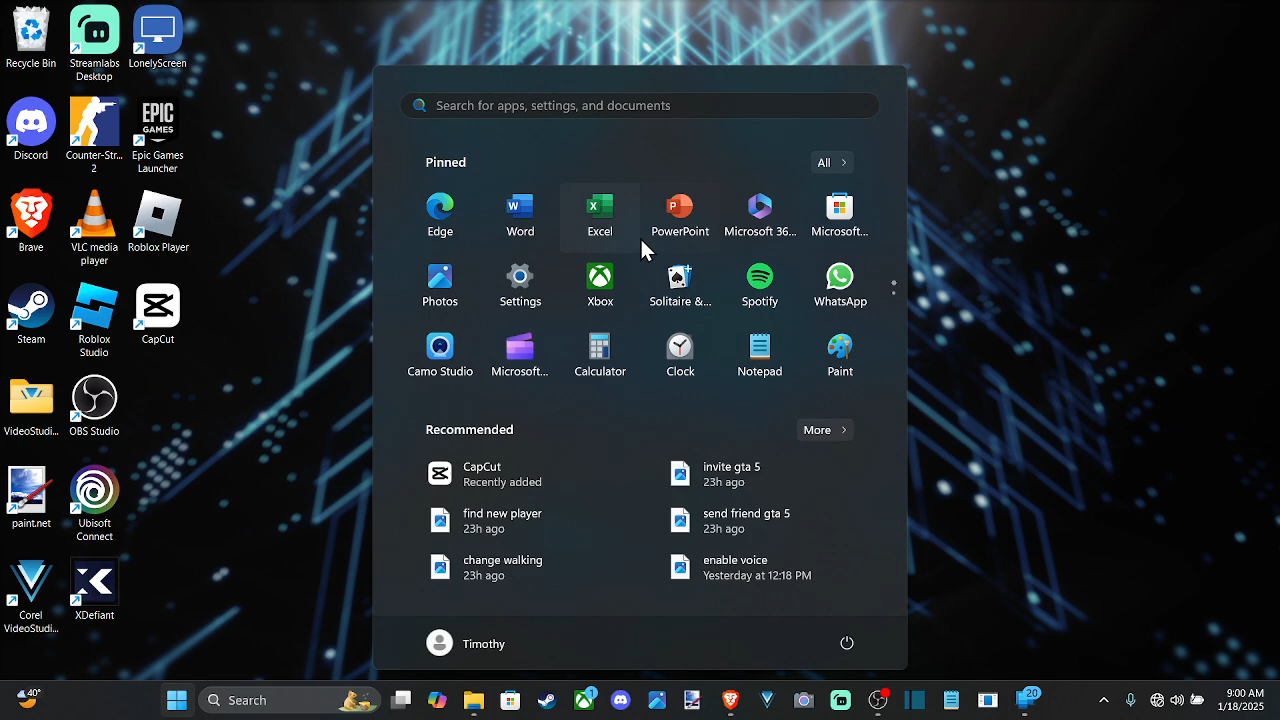 Recycle Bin
Streamlabs
Desktop
LonelyScreen
Discord
Counter-Str...
2
EPIC
GAMES
Epic Games
Launcher
Brave
VLC media
player
Roblox Player
Steam
Roblox
Studio
CapCut
VideoStudi...
OBS Studio
paint.net
Ubisoft
Connect
Corel
VideoStudi...
XDefiant
Search for apps, settings, and documents
Pinned
All
Edge
Word
Excel
PowerPoint
Microsoft 36...
Microsoft...
Photos
Settings
Xbox
Solitaire &...
Spotify
WhatsApp
Camo Studio
Microsoft...
Calculator
Clock
Notepad
Paint
Recommended
More
CapCut
Recently added
invite gta 5
23h ago
find new player
23h ago
send friend gta 5
23h ago
change walking
23h ago
enable voice
Yesterday at 12:18 PM
Timothy
40°
Search
1
20
9:00 AM
1/18/2025